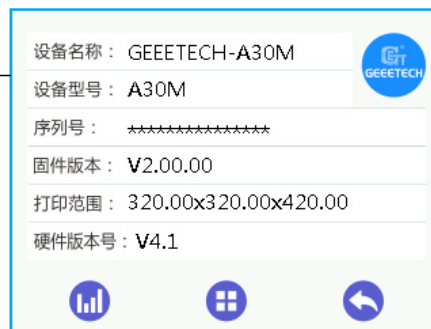 设备名称： GEEETECH-A30M
GT
GEEETECH
设备型号： A30M
序列号： ***************
固件版本： V2.00.00
打印范围： 320.00x320.00x420.00
硬件版本号：V4.1